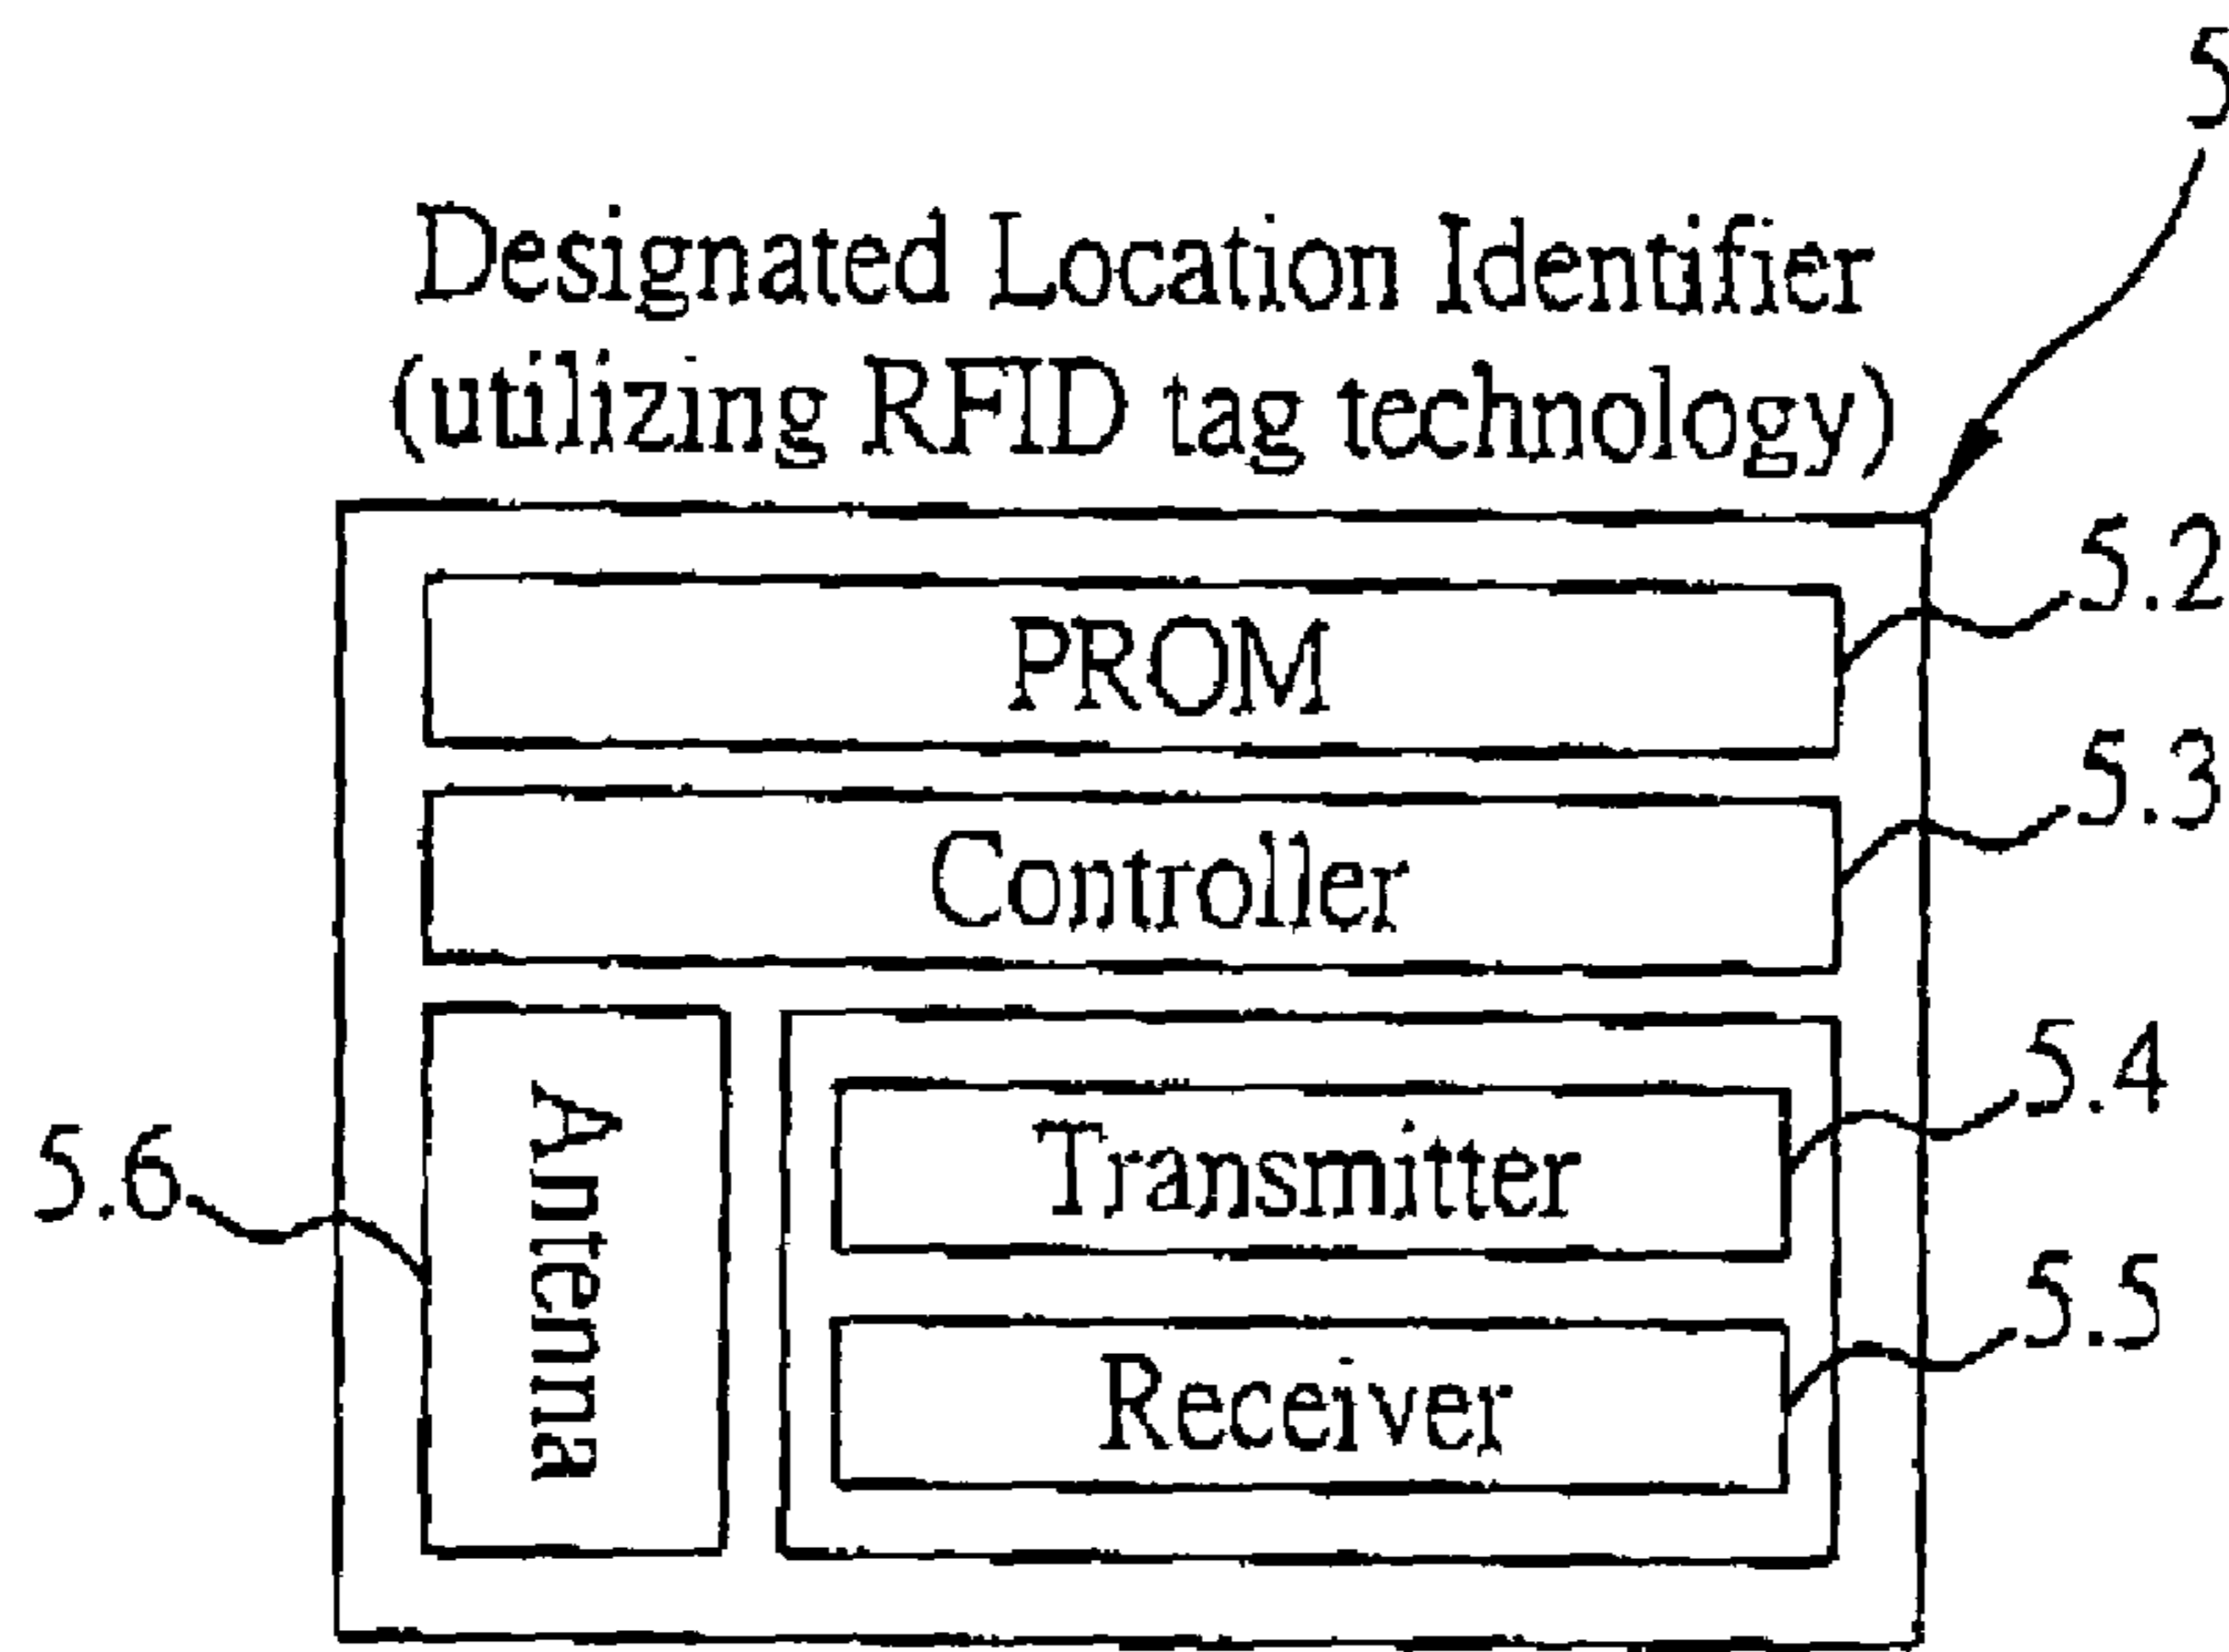 5
Designated Location Identifier
(utilizing RFID tag technology)
5.2
PROM
5.3
Controller
5.4
Transmitter
5.6
Antenna
5.5
Receiver